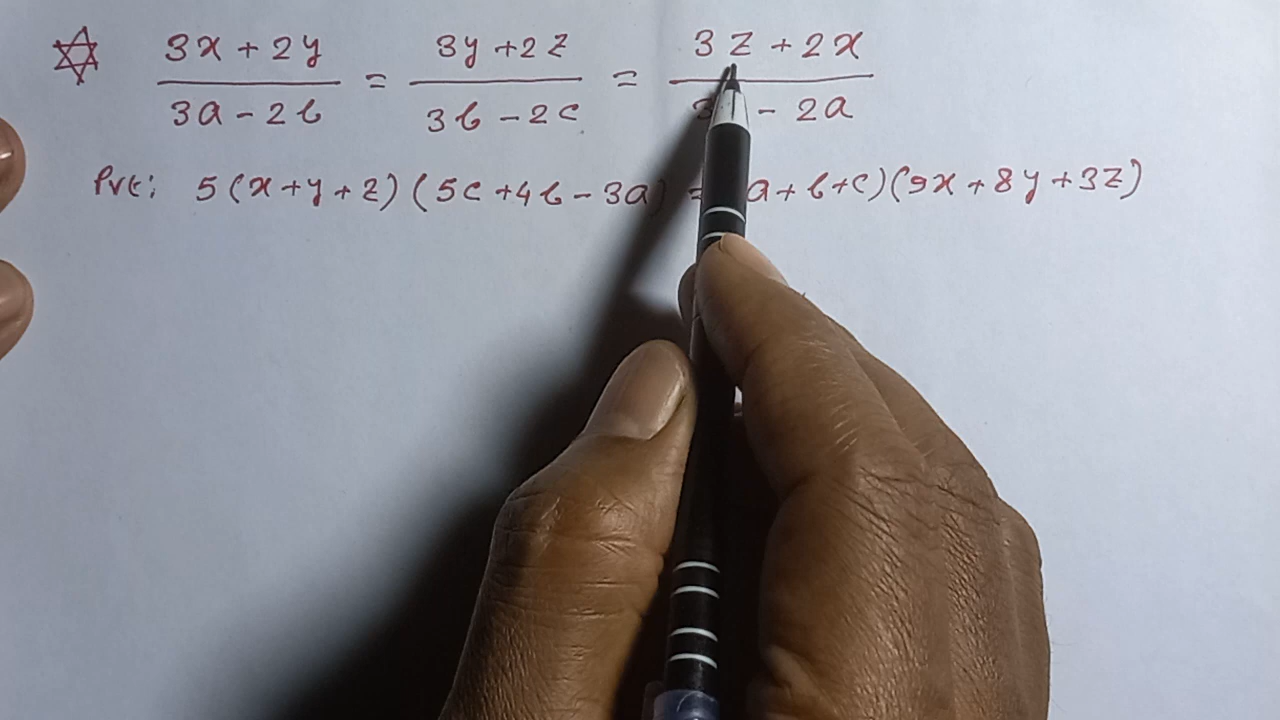 ☆ 3x + 2y / 3a - 2b = 3y + 2z / 3b - 2c = 3z + 2x / 3 - 2a
Prt: 5(x + y + z)(5c + 4b - 3a) = a + b + c)(9x + 8y + 3z)